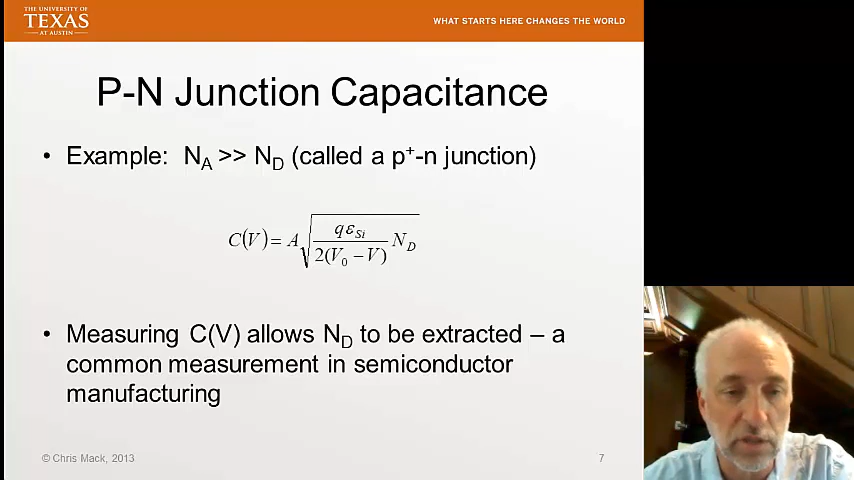 THE UNIVERSITY OF
TEXAS
AT AUSTIN
WHAT STARTS HERE CHANGES THE WORLD
P-N Junction Capacitance
• Example: N_A >> N_D (called a p⁺-n junction)
C(V) = A√(qε_Si / 2(V_0 − V) N_D)
• Measuring C(V) allows N_D to be extracted – a
common measurement in semiconductor
manufacturing
© Chris Mack, 2013
7